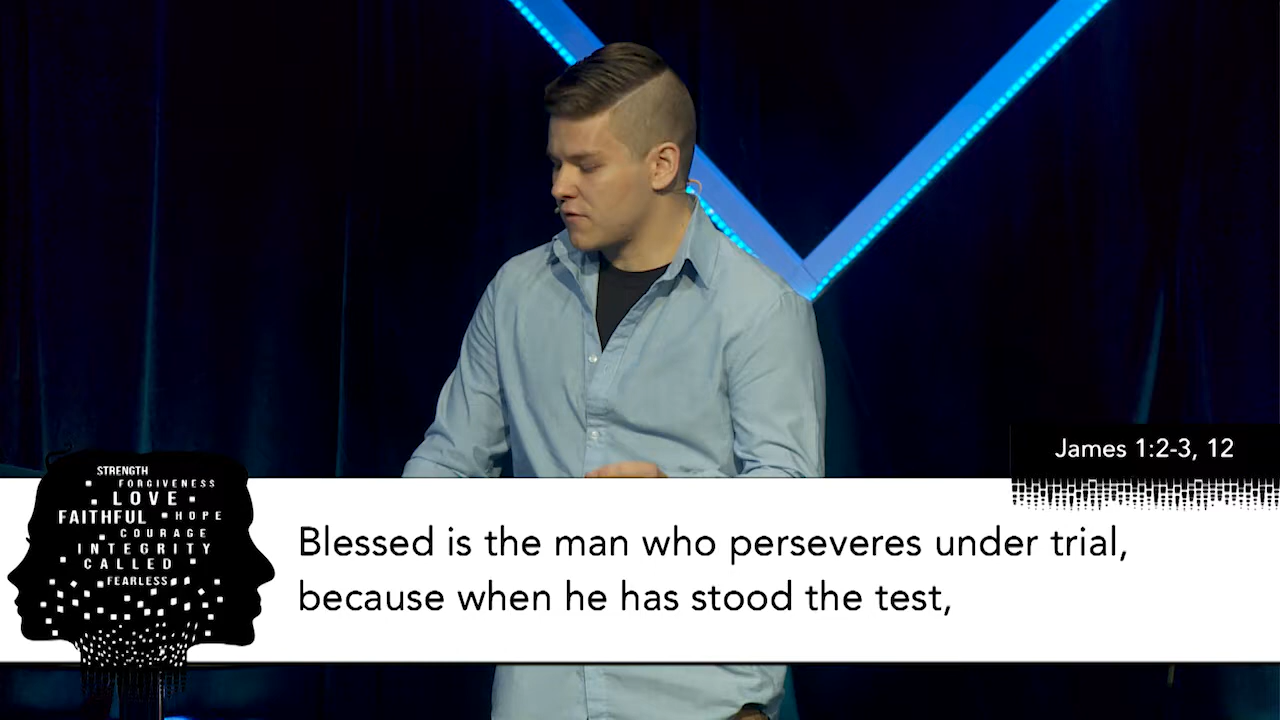 James 1:2-3, 12
STRENGTH
FORGIVENESS
LOVE
FAITHFUL HOPE
COURAGE
INTEGRITY
CALLED
FEARLESS
Blessed is the man who perseveres under trial,
because when he has stood the test,